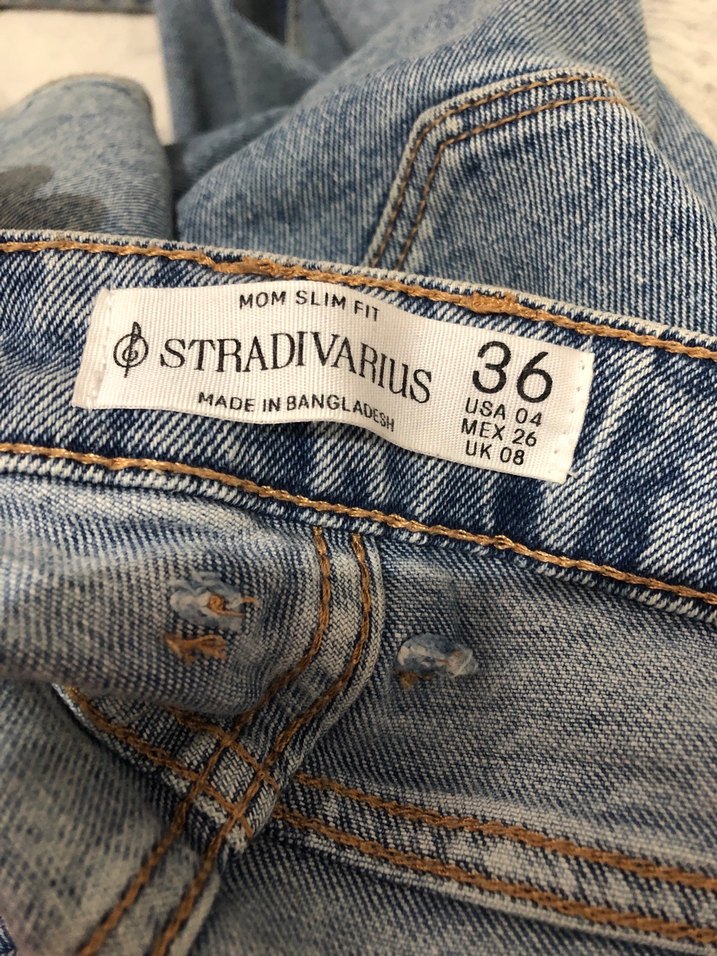 MOM SLIM FIT
STRADIVARIUS
MADE IN BANGLADESH
36
USA 04
MEX 26
UK 08